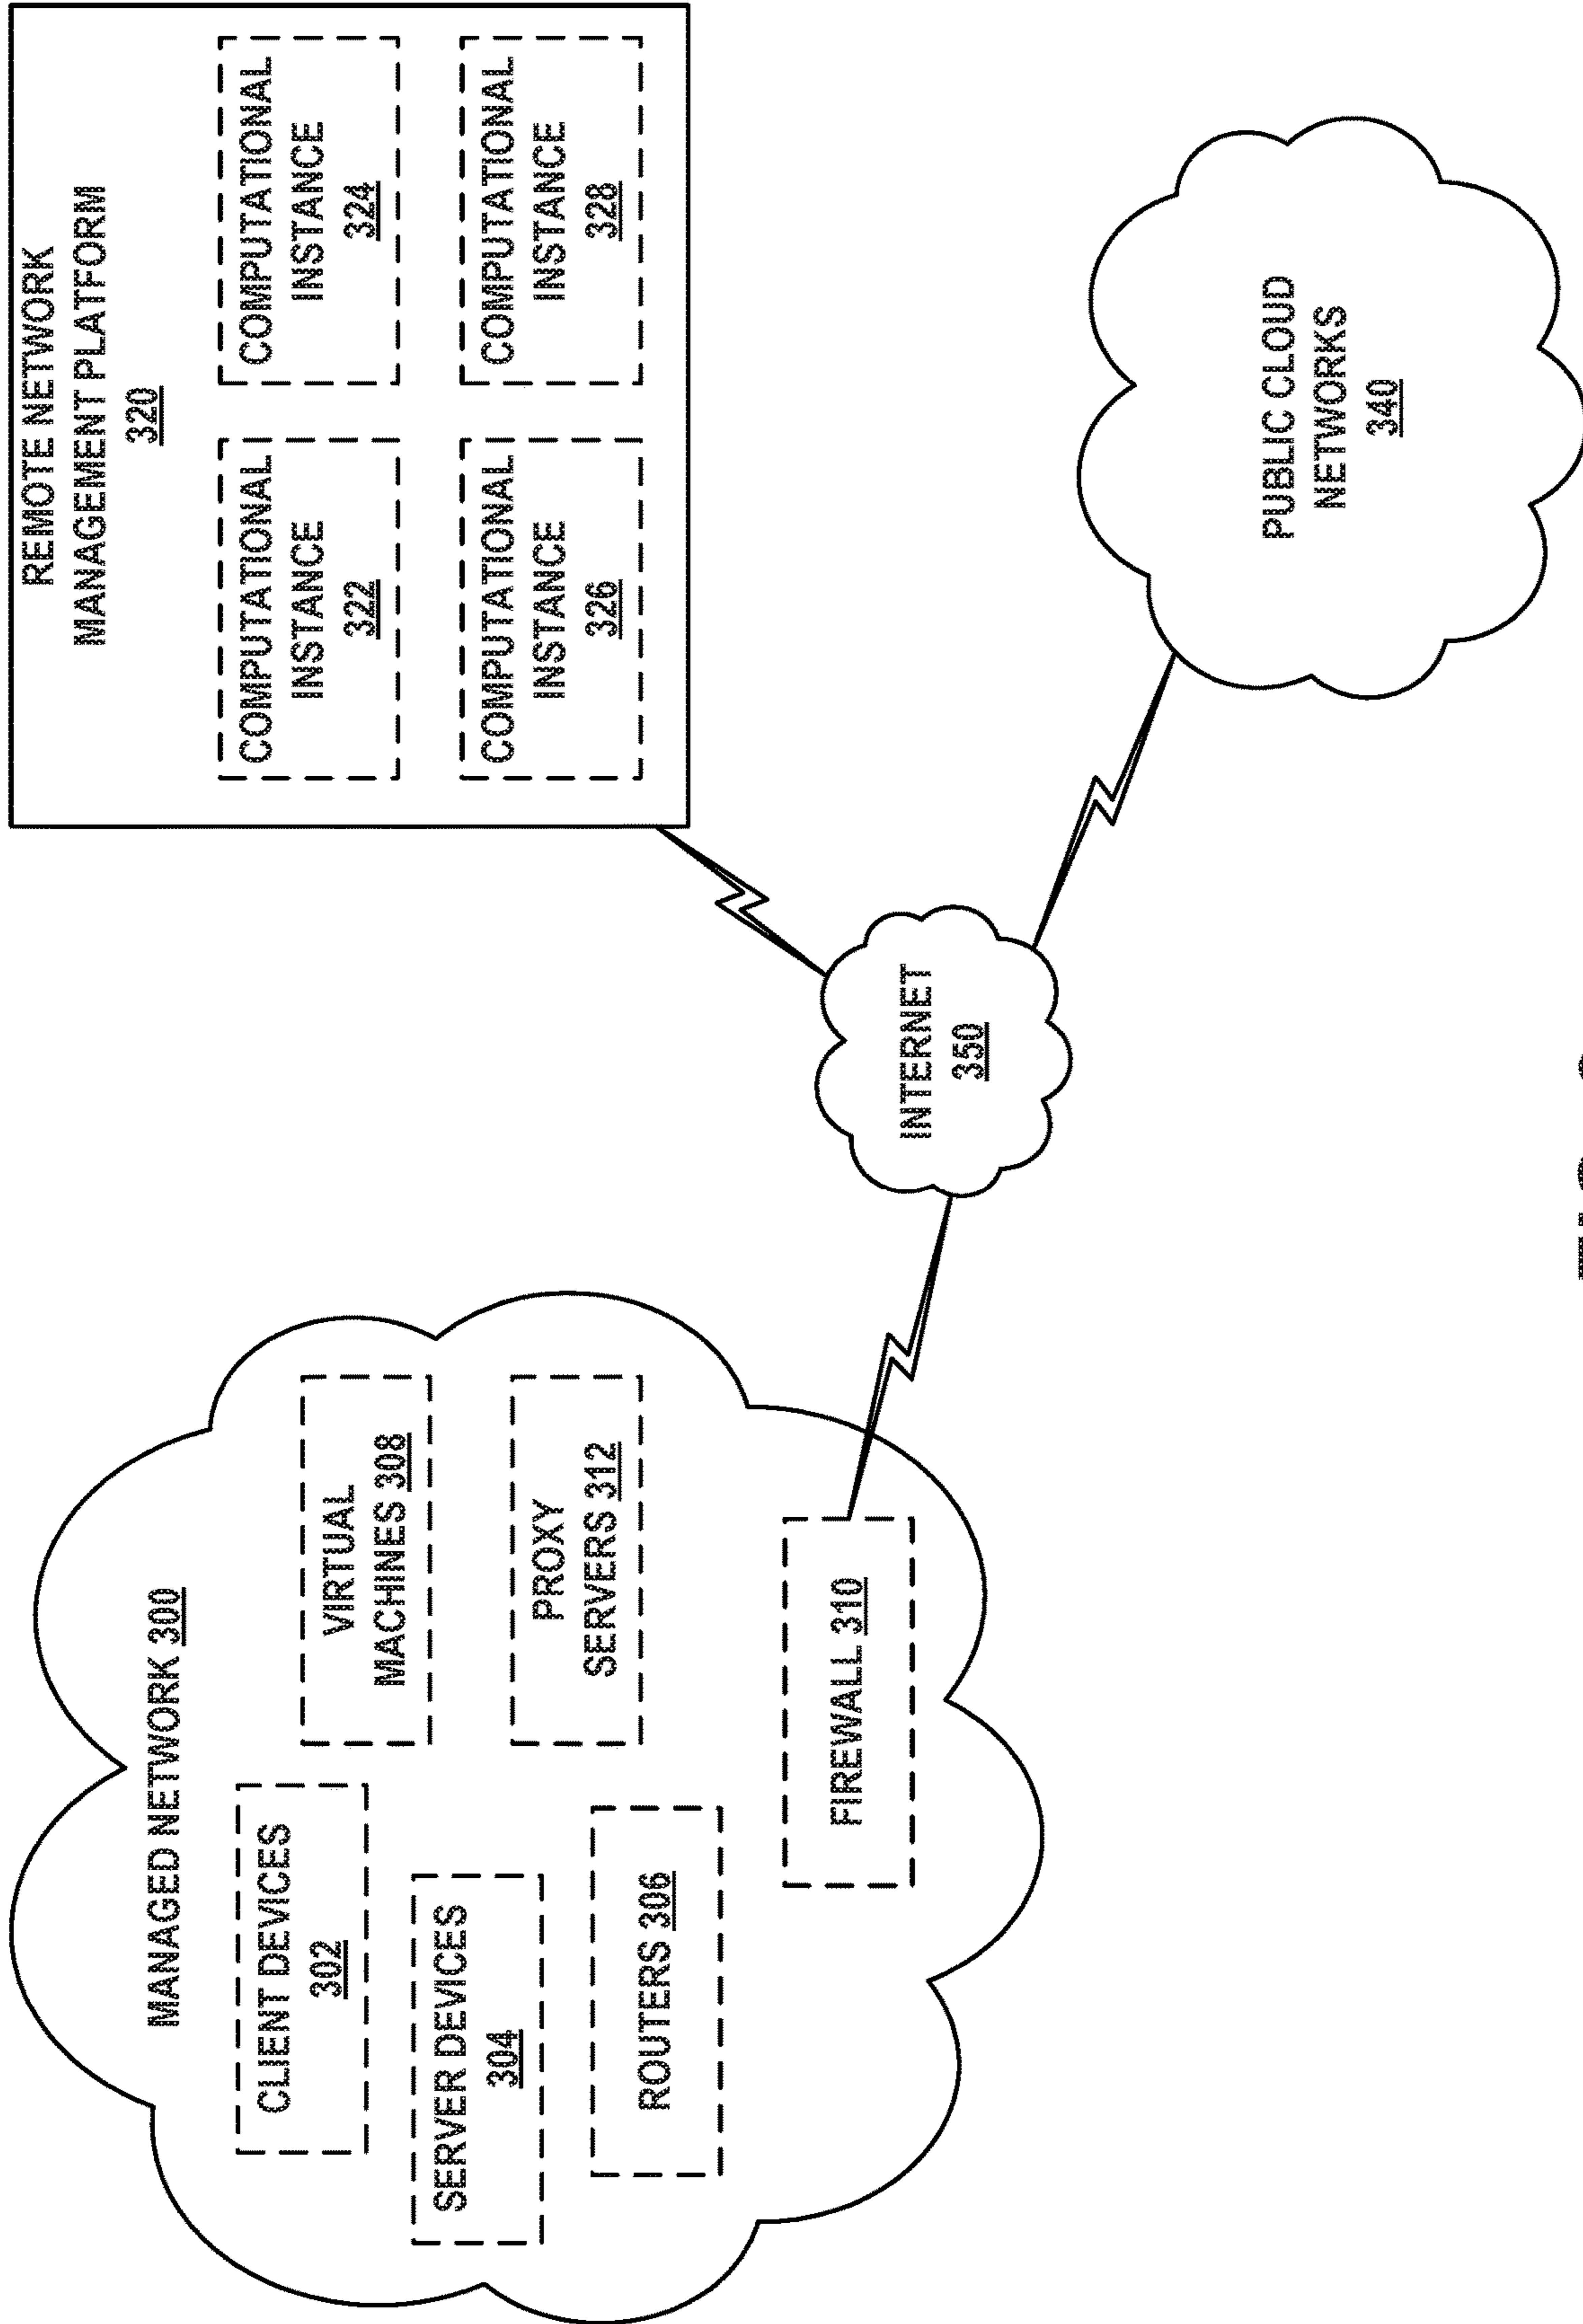 MANAGED NETWORK 300
CLIENT DEVICES
302
VIRTUAL
MACHINES 308
SERVER DEVICES
304
PROXY
SERVERS 312
ROUTERS 306
FIREWALL 310
INTERNET
350
REMOTE NETWORK
MANAGEMENT PLATFORM
320
COMPUTATIONAL
INSTANCE
322
COMPUTATIONAL
INSTANCE
324
COMPUTATIONAL
INSTANCE
326
COMPUTATIONAL
INSTANCE
328
PUBLIC CLOUD
NETWORKS
340